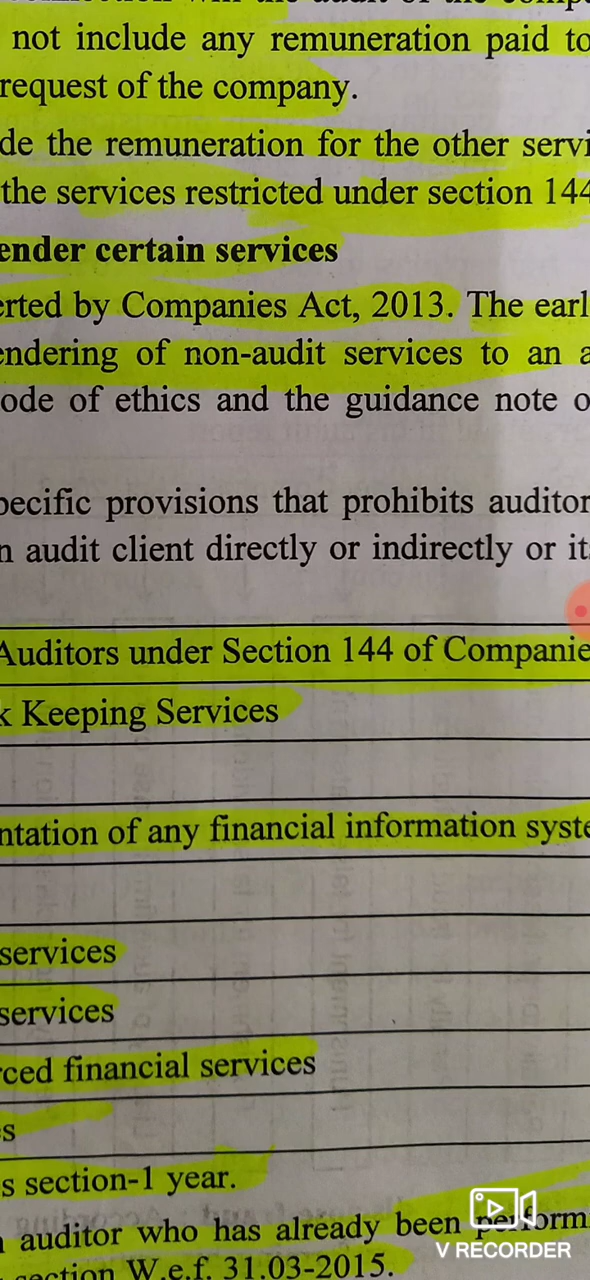 not include any remuneration paid to
request of the company.
de the remuneration for the other servi
the services restricted under section 144
ender certain services
erted by Companies Act, 2013. The earl
endering of non-audit services to an a
ode of ethics and the guidance note o
pecific provisions that prohibits auditor
n audit client directly or indirectly or it
Auditors under Section 144 of Companie
k Keeping Services
ntation of any financial information syste
services
services
rced financial services
s
s section-1 year.
n auditor who has already been perform
section W.e.f. 31.03-2015.
V RECORDER